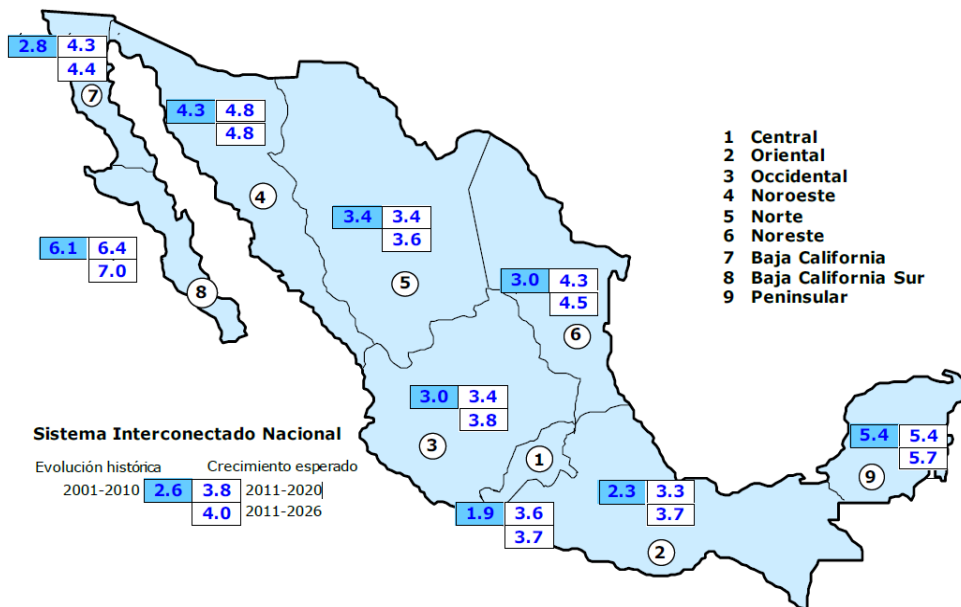 2.8 4.3
4.4
7
4.3 4.8
4.8
4
3.4 3.4
3.6
5
6.1 6.4
7.0
8
3.0 4.3
4.5
6
1 Central
2 Oriental
3 Occidental
4 Noroeste
5 Norte
6 Noreste
7 Baja California
8 Baja California Sur
9 Peninsular
3.0 3.4
3.8
3
1
1.9 3.6
3.7
2.3 3.3
3.7
2
5.4 5.4
5.7
9
Sistema Interconectado Nacional
Evolución histórica Crecimiento esperado
2001-2010 2.6 3.8 2011-2020
4.0 2011-2026